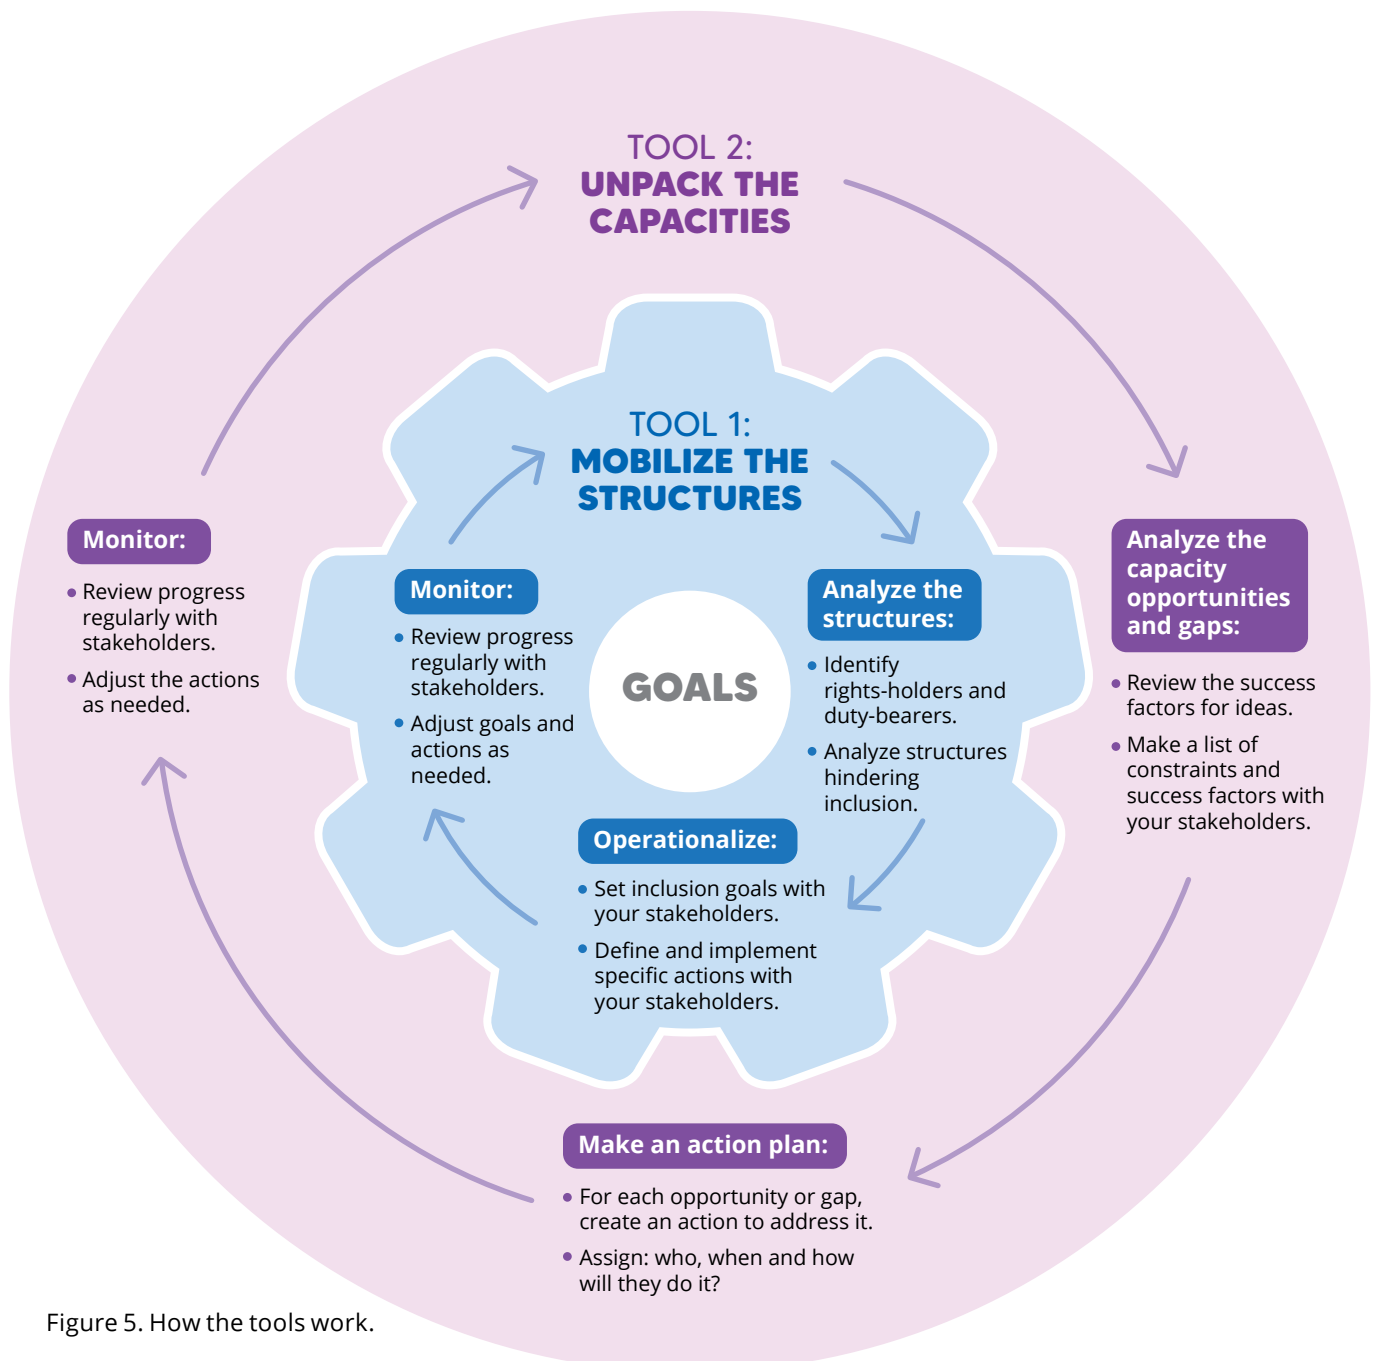 TOOL 2:
UNPACK THE
CAPACITIES
Analyze the
capacity
opportunities
and gaps:
• Review the success
factors for ideas.
• Make a list of
constraints and
success factors with
your stakeholders.
Make an action plan:
• For each opportunity or gap,
create an action to address it.
• Assign: who, when and how
will they do it?
Monitor:
• Review progress
regularly with
stakeholders.
• Adjust the actions
as needed.
TOOL 1:
MOBILIZE THE
STRUCTURES
Analyze the
structures:
• Identify
rights-holders and
duty-bearers.
• Analyze structures
hindering
inclusion.
Operationalize:
• Set inclusion goals with
your stakeholders.
• Define and implement
specific actions with
your stakeholders.
Monitor:
• Review progress
regularly with
stakeholders.
• Adjust goals and
actions as
needed.
GOALS
Figure 5. How the tools work.